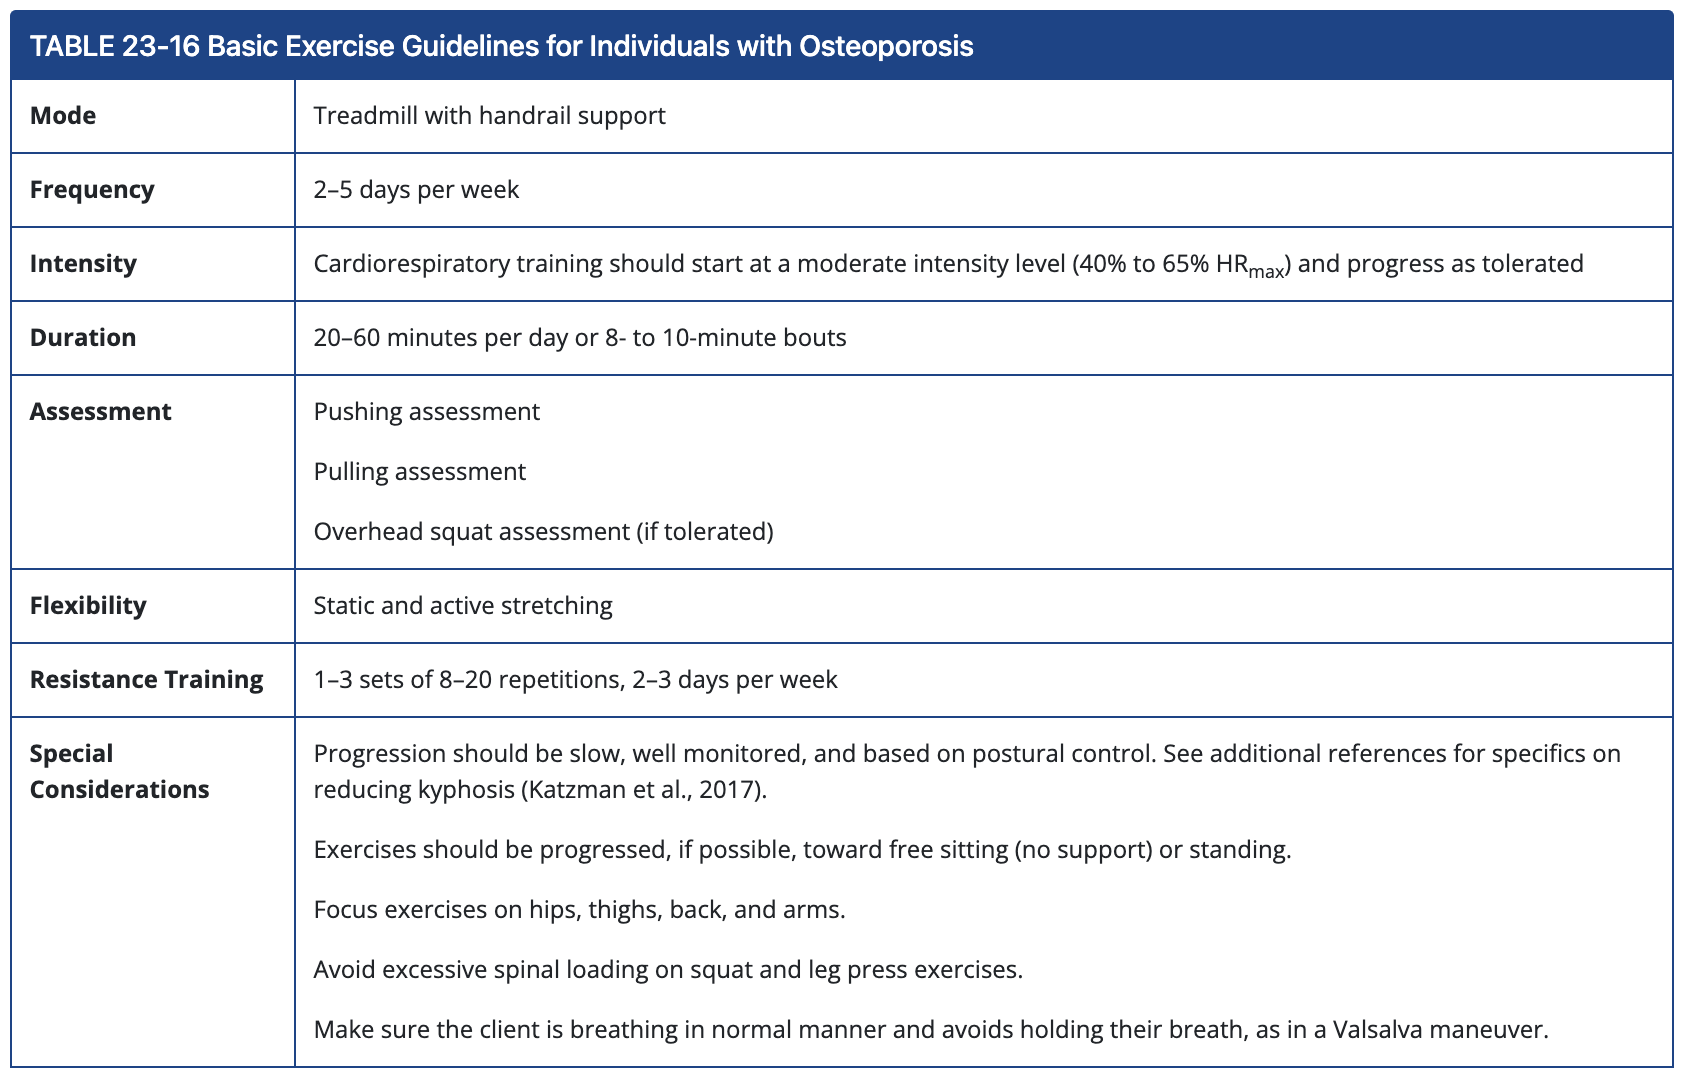 TABLE 23-16 Basic Exercise Guidelines for Individuals with Osteoporosis
Mode
Treadmill with handrail support
Frequency
2–5 days per week
Intensity
Cardiorespiratory training should start at a moderate intensity level (40% to 65% HRmax) and progress as tolerated
Duration
20–60 minutes per day or 8- to 10-minute bouts
Assessment
Pushing assessment
Pulling assessment
Overhead squat assessment (if tolerated)
Flexibility
Static and active stretching
Resistance Training
1–3 sets of 8–20 repetitions, 2–3 days per week
Special
Considerations
Progression should be slow, well monitored, and based on postural control. See additional references for specifics on
reducing kyphosis (Katzman et al., 2017).
Exercises should be progressed, if possible, toward free sitting (no support) or standing.
Focus exercises on hips, thighs, back, and arms.
Avoid excessive spinal loading on squat and leg press exercises.
Make sure the client is breathing in normal manner and avoids holding their breath, as in a Valsalva maneuver.